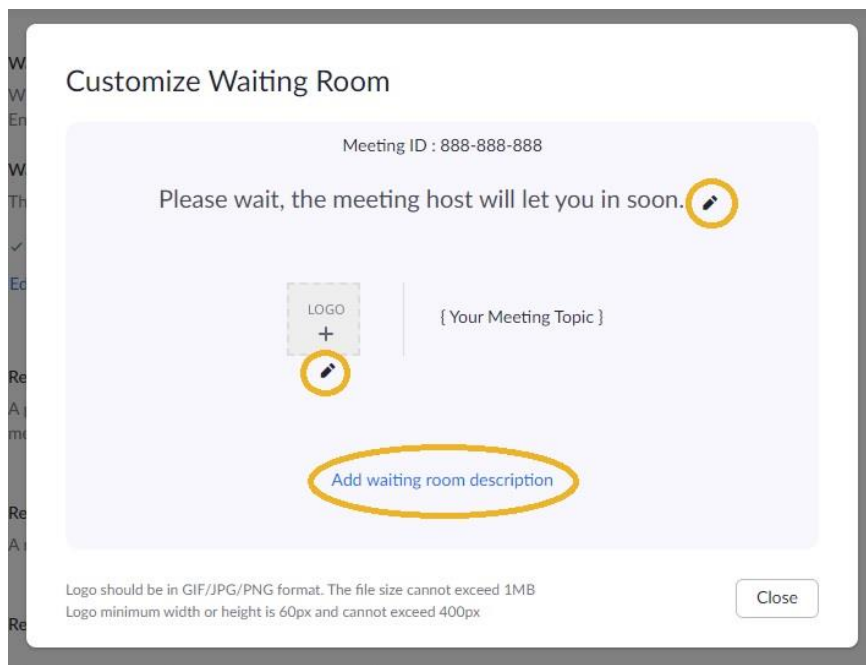 Customize Waiting Room
Meeting ID : 888-888-888
Please wait, the meeting host will let you in soon.
LOGO
+
{ Your Meeting Topic }
Add waiting room description
Logo should be in GIF/JPG/PNG format. The file size cannot exceed 1MB
Logo minimum width or height is 60px and cannot exceed 400px
Close